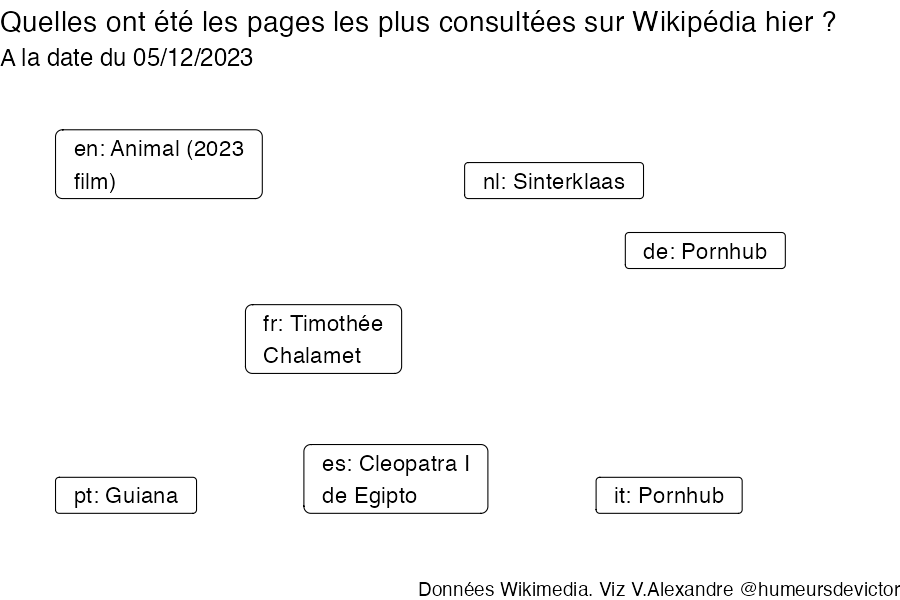 Quelles ont été les pages les plus consultées sur Wikipédia hier ?
A la date du 05/12/2023
en: Animal (2023
film)
nl: Sinterklaas
de: Pornhub
fr: Timothée
Chalamet
es: Cleopatra I
de Egipto
pt: Guiana
it: Pornhub
Données Wikimedia. Viz V.Alexandre @humeursdevictor